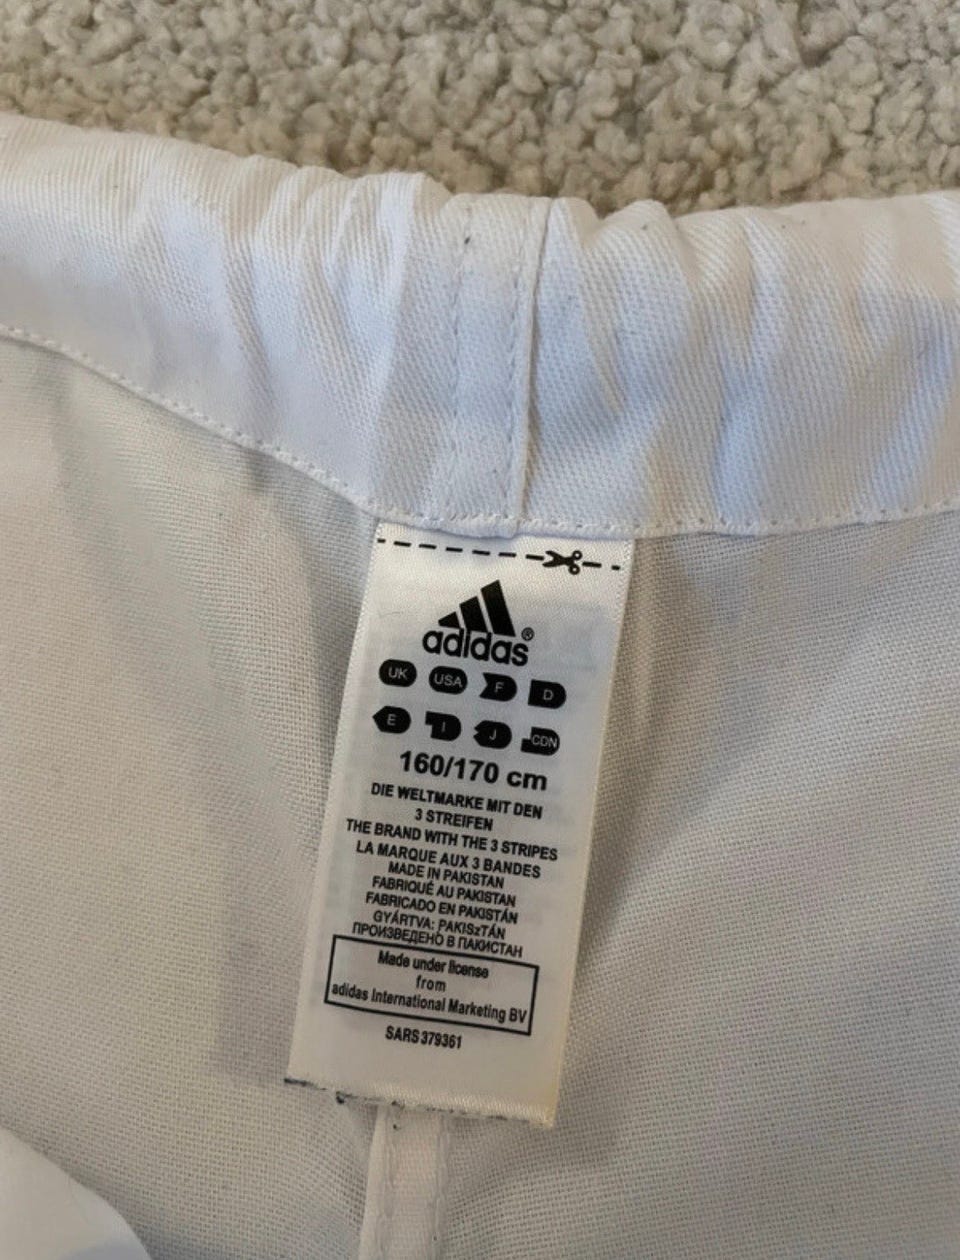 adidas®
UK USA F D
E I J CDN
160/170 cm
DIE WELTMARKE MIT DEN
3 STREIFEN
THE BRAND WITH THE 3 STRIPES
LA MARQUE AUX 3 BANDES
MADE IN PAKISTAN
FABRIQUÉ AU PAKISTAN
FABRICADO EN PAKISTÁN
GYÁRTVA: PAKISzTÁN
ПРОИЗВЕДЕНО В ПАКИСТАН
Made under license
from
adidas International Marketing BV
SARS 379361